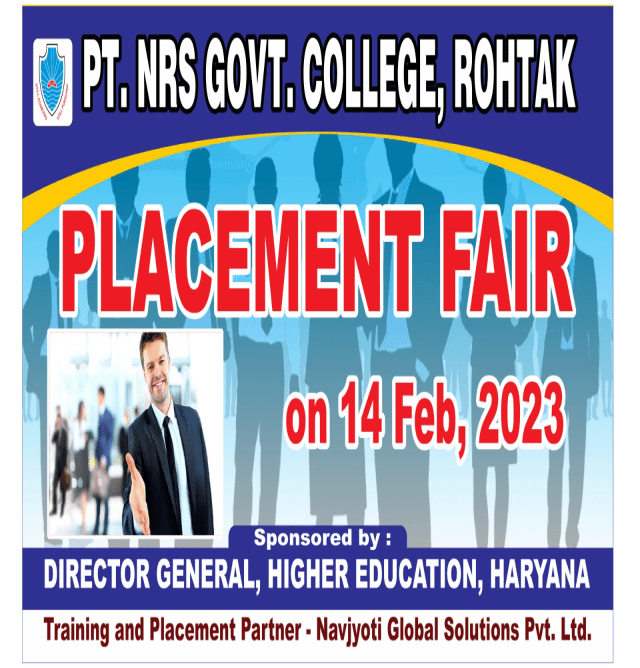 PT. NRS GOVT. COLLEGE, ROHTAK
PLACEMENT FAIR
on 14 Feb, 2023
Sponsored by :
DIRECTOR GENERAL, HIGHER EDUCATION, HARYANA
Training and Placement Partner - Navjyoti Global Solutions Pvt. Ltd.